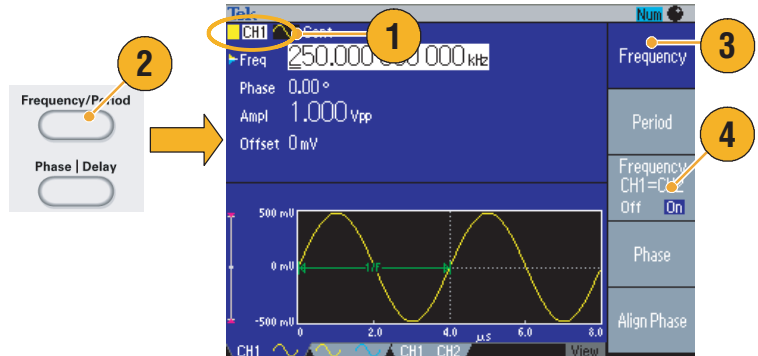 Tek
Num
CH1
1
Freq 250.000 000 000 kHz
Phase 0.00 °
Ampl 1.000 Vpp
Offset 0 mV
2
Frequency/Period
Phase | Delay
3
Frequency
Period
4
Frequency
CH1=CH2
Off On
Phase
Align Phase
500 mV
0 mV
-500 mV
1/F
0 2.0 4.0 µs 6.0 8.0
CH1 CH1 CH2 View